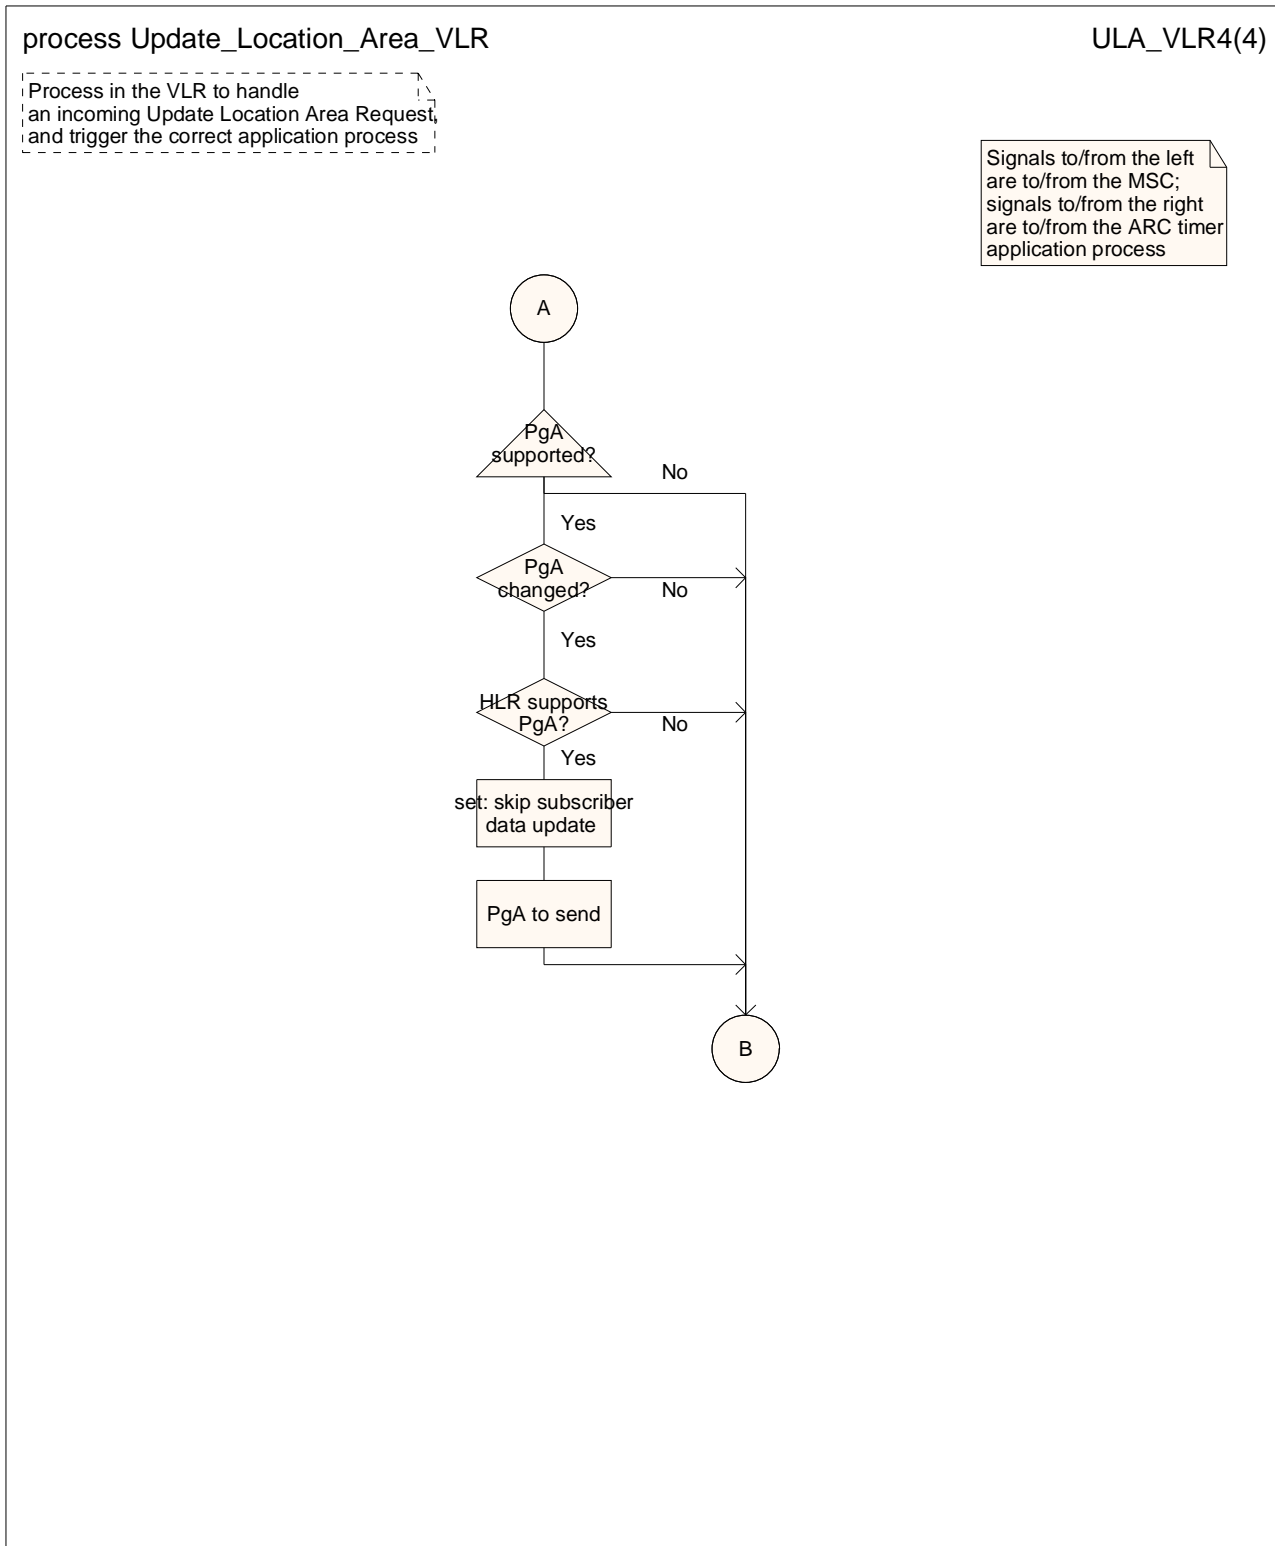 process Update_Location_Area_VLR
ULA_VLR4(4)
Process in the VLR to handle
an incoming Update Location Area Request,
and trigger the correct application process
Signals to/from the left
are to/from the MSC;
signals to/from the right
are to/from the ARC timer
application process
A
PgA
supported?
No
Yes
PgA
changed?
No
Yes
HLR supports
PgA?
No
Yes
set: skip subscriber
data update
PgA to send
B